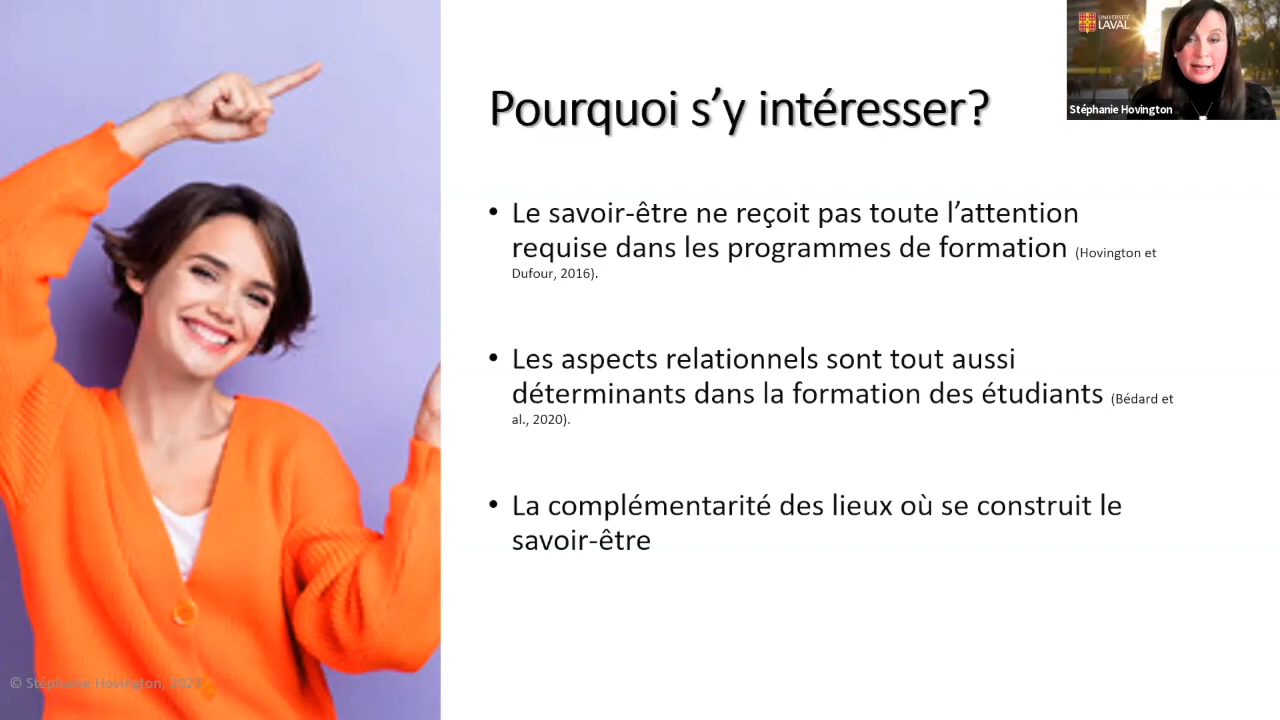 Pourquoi s'y intéresser?
UNIVERSITÉ
LAVAL
Stéphanie Hovington
• Le savoir-être ne reçoit pas toute l'attention
requise dans les programmes de formation (Hovington et
Dufour, 2016).
• Les aspects relationnels sont tout aussi
déterminants dans la formation des étudiants (Bédard et
al., 2020).
• La complémentarité des lieux où se construit le
savoir-être
© Stéphanie Hovington,